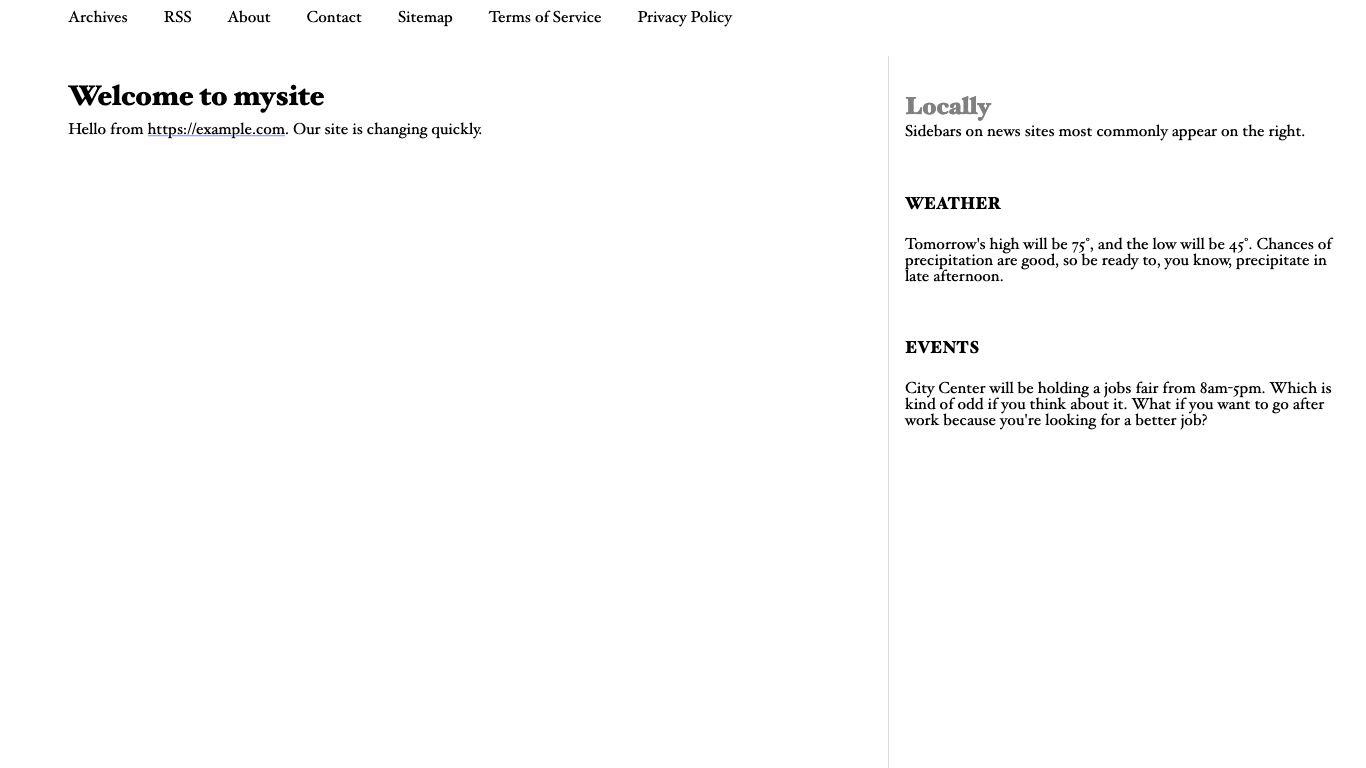 Archives RSS About Contact Sitemap Terms of Service Privacy Policy
Welcome to mysite
Hello from https://example.com. Our site is changing quickly.
Locally
Sidebars on news sites most commonly appear on the right.
WEATHER
Tomorrow's high will be 75°, and the low will be 45°. Chances of
precipitation are good, so be ready to, you know, precipitate in
late afternoon.
EVENTS
City Center will be holding a jobs fair from 8am-5pm. Which is
kind of odd if you think about it. What if you want to go after
work because you're looking for a better job?